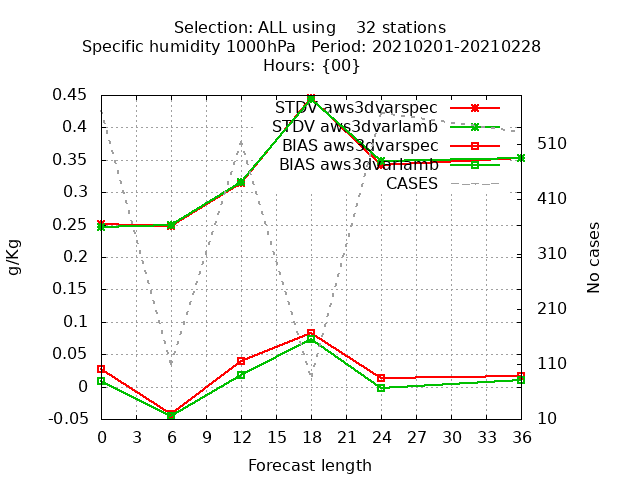 Selection: ALL using    32 stations
Specific humidity 1000hPa   Period: 20210201-20210228
Hours: {00}
STDV aws3dvarspec
STDV aws3dvarlamb
BIAS aws3dvarspec
BIAS aws3dvarlamb
CASES
g/Kg
0.45
0.4
0.35
0.3
0.25
0.2
0.15
0.1
0.05
0
-0.05
510
410
310
210
110
10
No cases
0 3 6 9 12 15 18 21 24 27 30 33 36
Forecast length